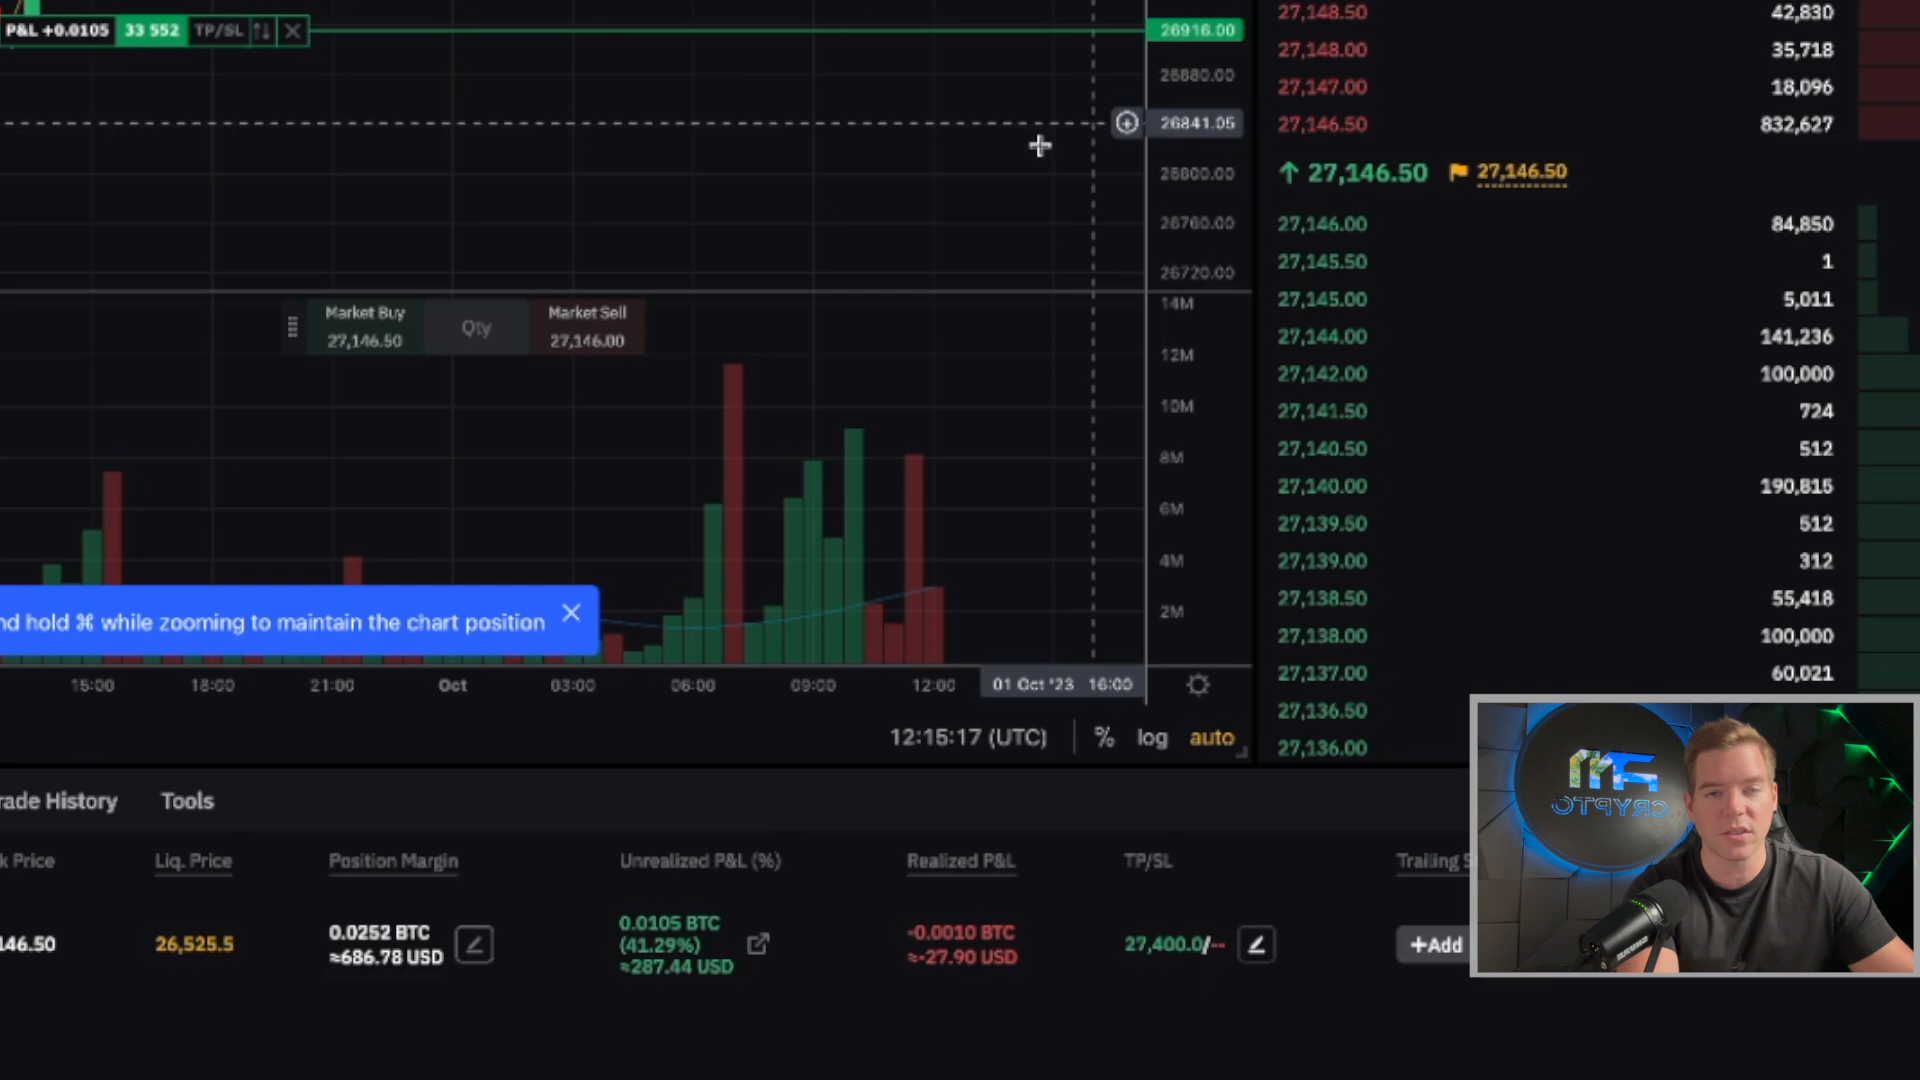 P&L +0.0105 33 552 TP/SL
26916.00
26880.00
26841.05
26800.00
26760.00
26720.00
14M
12M
10M
8M
6M
4M
2M
Market Buy
27,146.50
Qty
Market Sell
27,146.00
nd hold ⌘ while zooming to maintain the chart position
15:00 18:00 21:00 Oct 03:00 06:00 09:00 12:00 01 Oct '23 16:00
12:15:17 (UTC) % log auto
27,148.50 42,830
27,148.00 35,718
27,147.00 18,096
27,146.50 832,627
27,146.50 27,146.50
27,146.00 84,850
27,145.50 1
27,145.00 5,011
27,144.00 141,236
27,142.00 100,000
27,141.50 724
27,140.50 512
27,140.00 190,815
27,139.50 512
27,139.00 312
27,138.50 55,418
27,138.00 100,000
27,137.00 60,021
27,136.50
27,136.00
rade History Tools
k Price Liq. Price Position Margin Unrealized P&L (%) Realized P&L TP/SL Trailing S
146.50 26,525.5
0.0252 BTC
≈686.78 USD
0.0105 BTC
(41.29%)
≈287.44 USD
-0.0010 BTC
≈-27.90 USD
27,400.0/--
+Add
CRYPTO